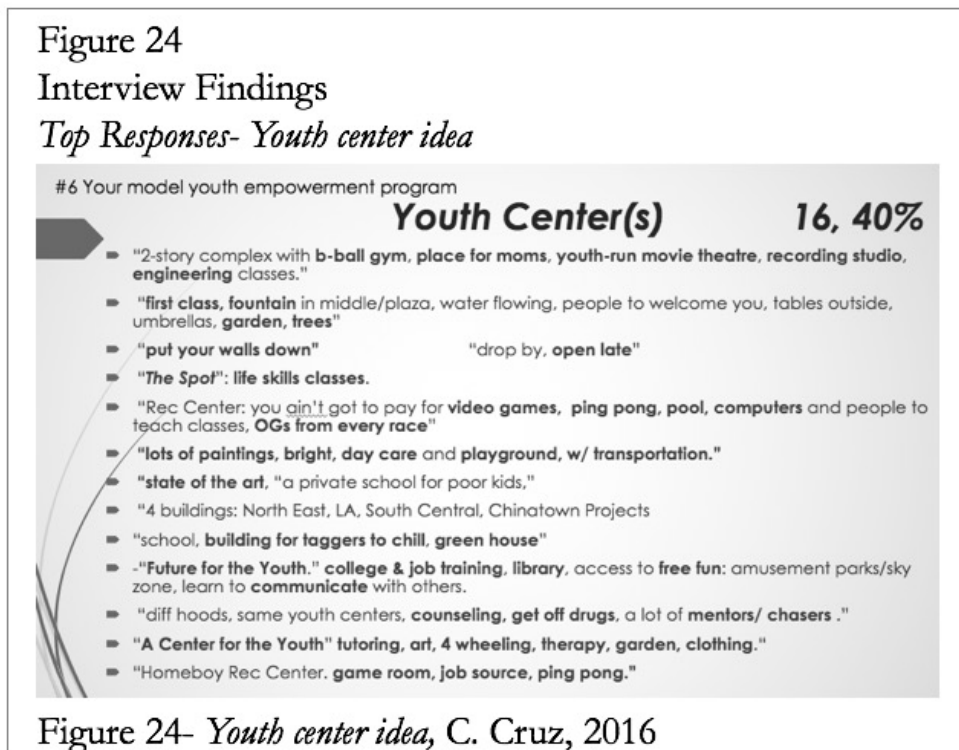 Figure 24
Interview Findings
Top Responses- Youth center idea
#6 Your model youth empowerment program
Youth Center(s) 16, 40%
"2-story complex with b-ball gym, place for moms, youth-run movie theatre, recording studio,
engineering classes."
"first class, fountain in middle/plaza, water flowing, people to welcome you, tables outside,
umbrellas, garden, trees"
"put your walls down" "drop by, open late"
"The Spot": life skills classes.
"Rec Center: you ain't got to pay for video games, ping pong, pool, computers and people to
teach classes, OGs from every race"
"lots of paintings, bright, day care and playground, w/ transportation."
"state of the art, "a private school for poor kids,"
"4 buildings: North East, LA, South Central, Chinatown Projects
"school, building for taggers to chill, green house"
-"Future for the Youth." college & job training, library, access to free fun: amusement parks/sky
zone, learn to communicate with others.
"diff hoods, same youth centers, counseling, get off drugs, a lot of mentors/ chasers ."
"A Center for the Youth" tutoring, art, 4 wheeling, therapy, garden, clothing."
"Homeboy Rec Center. game room, job source, ping pong."
Figure 24- Youth center idea, C. Cruz, 2016